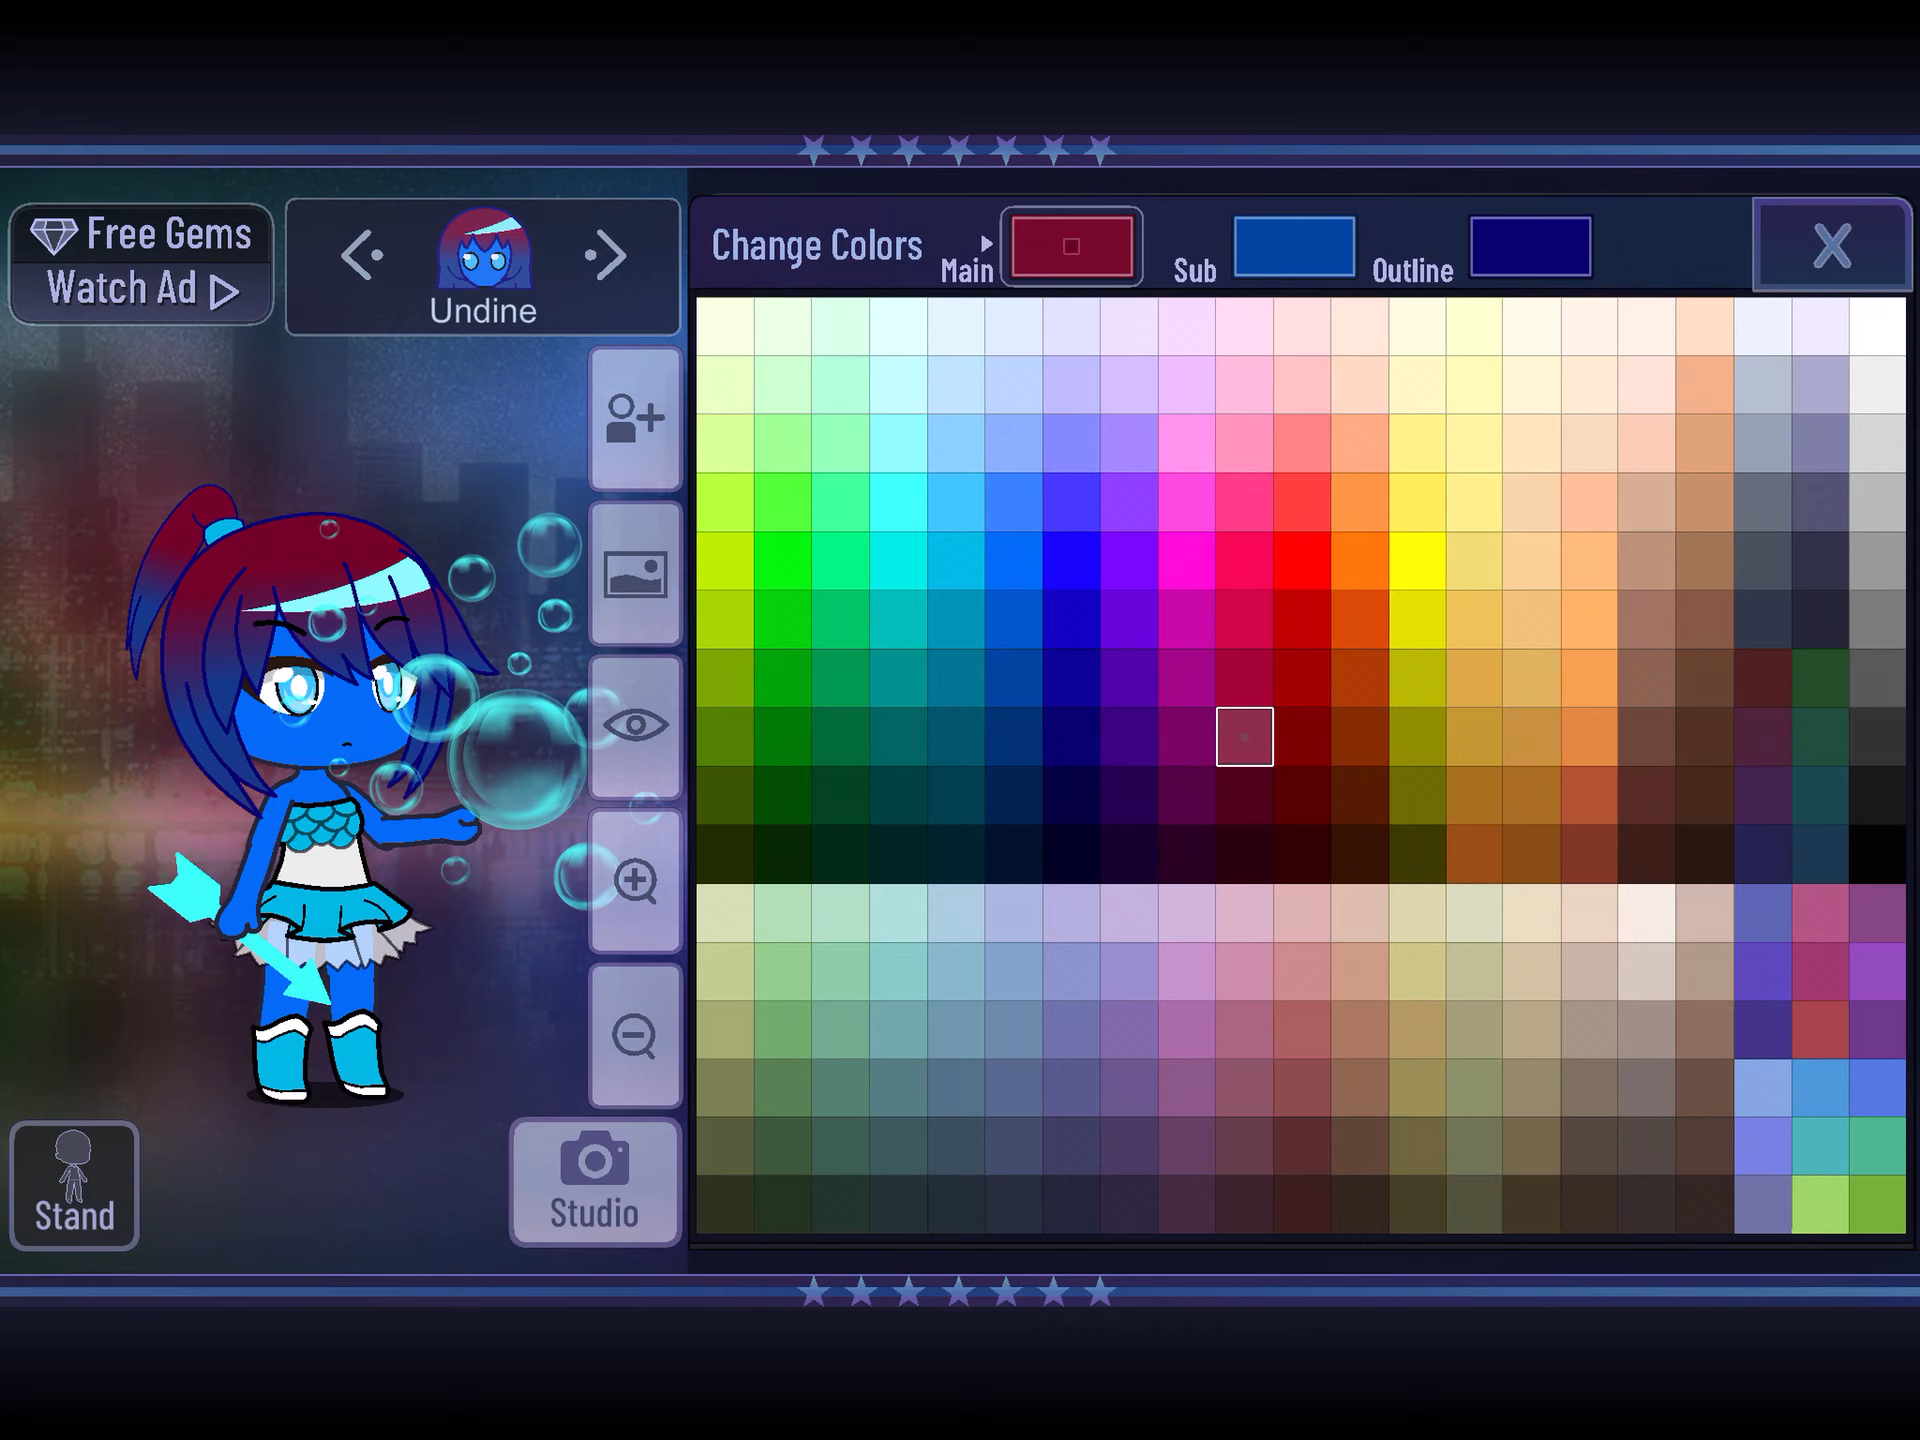 Free Gems
Watch Ad
Undine
Change Colors
Main
Sub
Outline
X
Stand
Studio